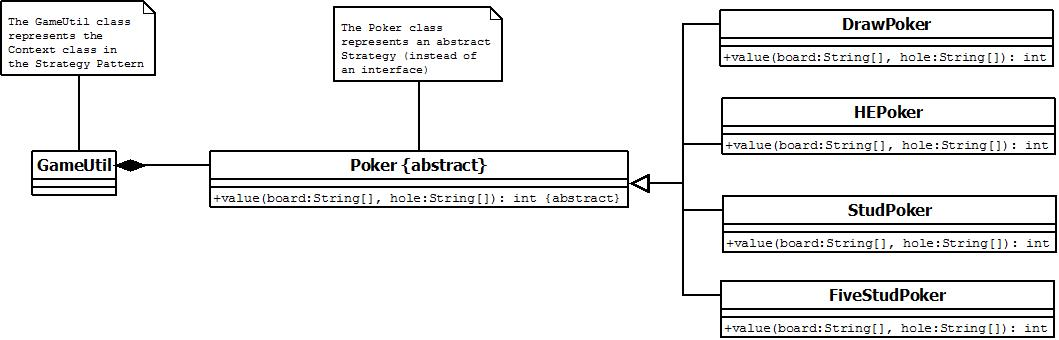 The GameUtil class
represents the
Context class in
the Strategy Pattern
The Poker class
represents an abstract
Strategy (instead of
an interface)
GameUtil
Poker {abstract}
+value(board:String[], hole:String[]): int {abstract}
DrawPoker
+value(board:String[], hole:String[]): int
HEPoker
+value(board:String[], hole:String[]): int
StudPoker
+value(board:String[], hole:String[]): int
FiveStudPoker
+value(board:String[], hole:String[]): int